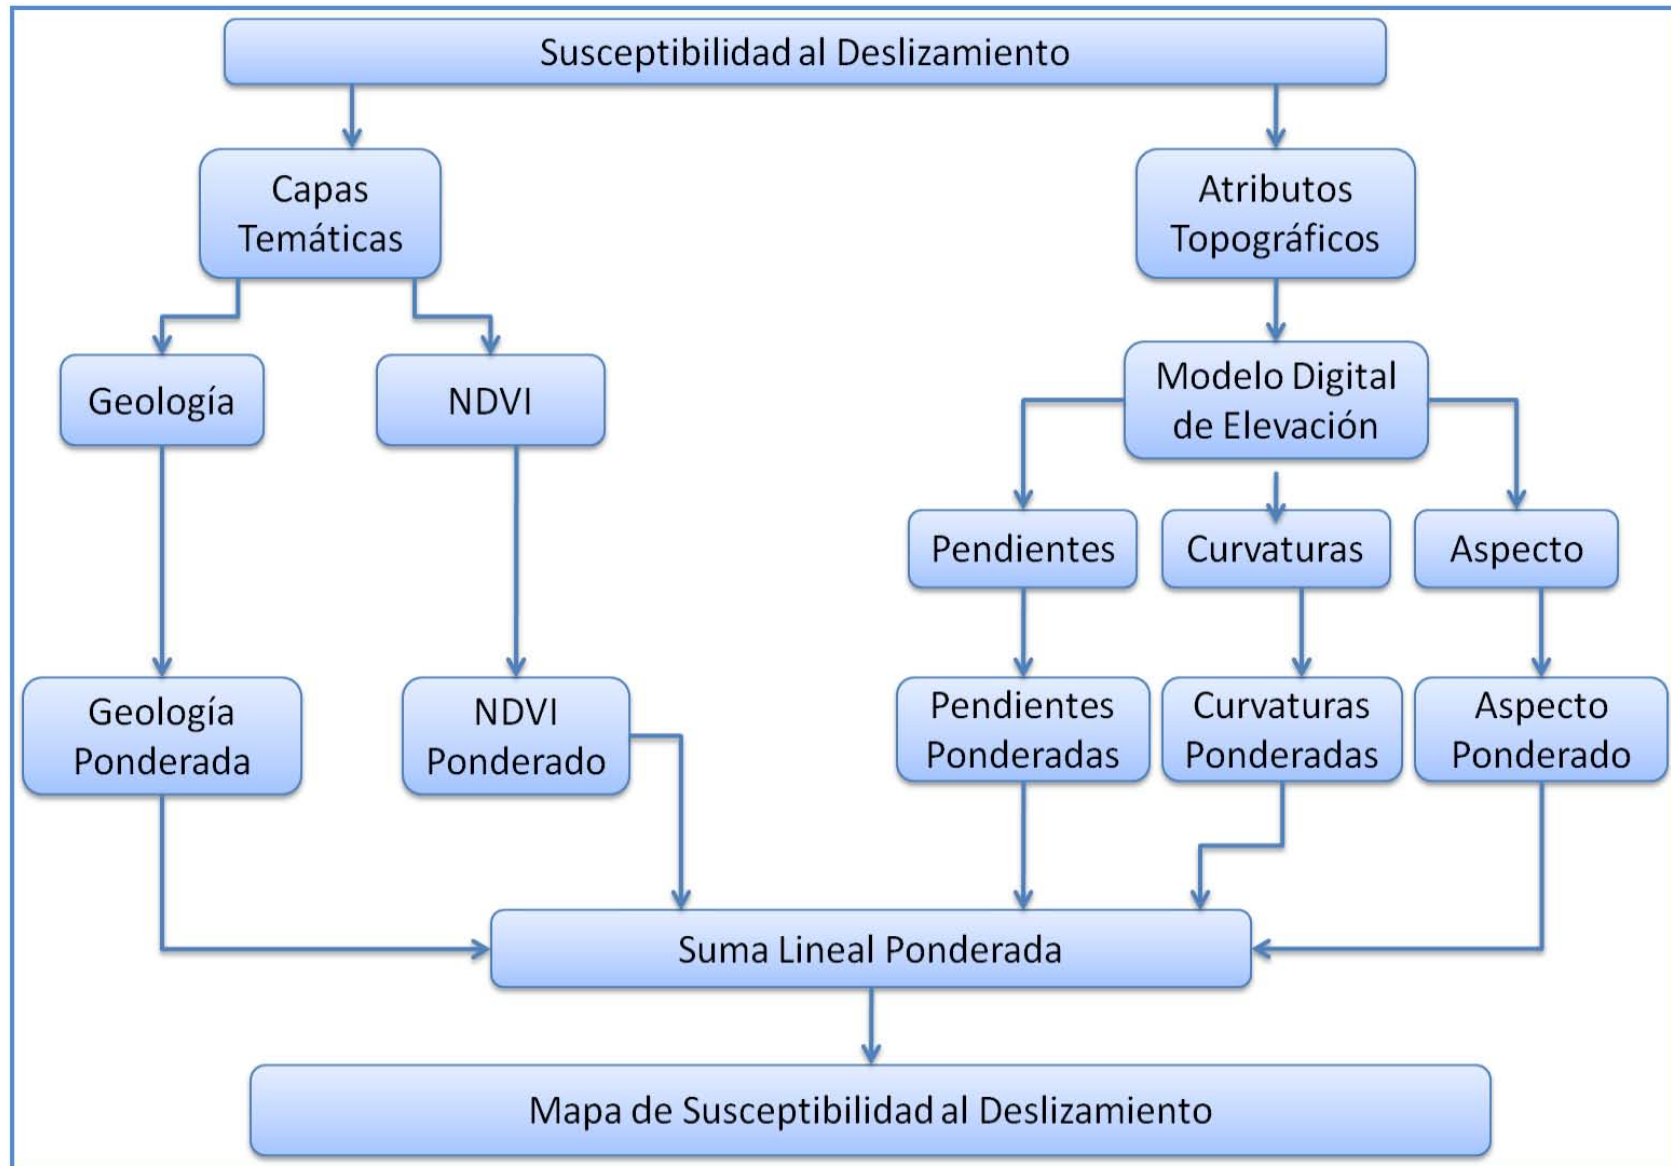 Susceptibilidad al Deslizamiento
Capas
Temáticas
Atributos
Topográficos
Geología
NDVI
Modelo Digital
de Elevación
Pendientes
Curvaturas
Aspecto
Geología
Ponderada
NDVI
Ponderado
Pendientes
Ponderadas
Curvaturas
Ponderadas
Aspecto
Ponderado
Suma Lineal Ponderada
Mapa de Susceptibilidad al Deslizamiento